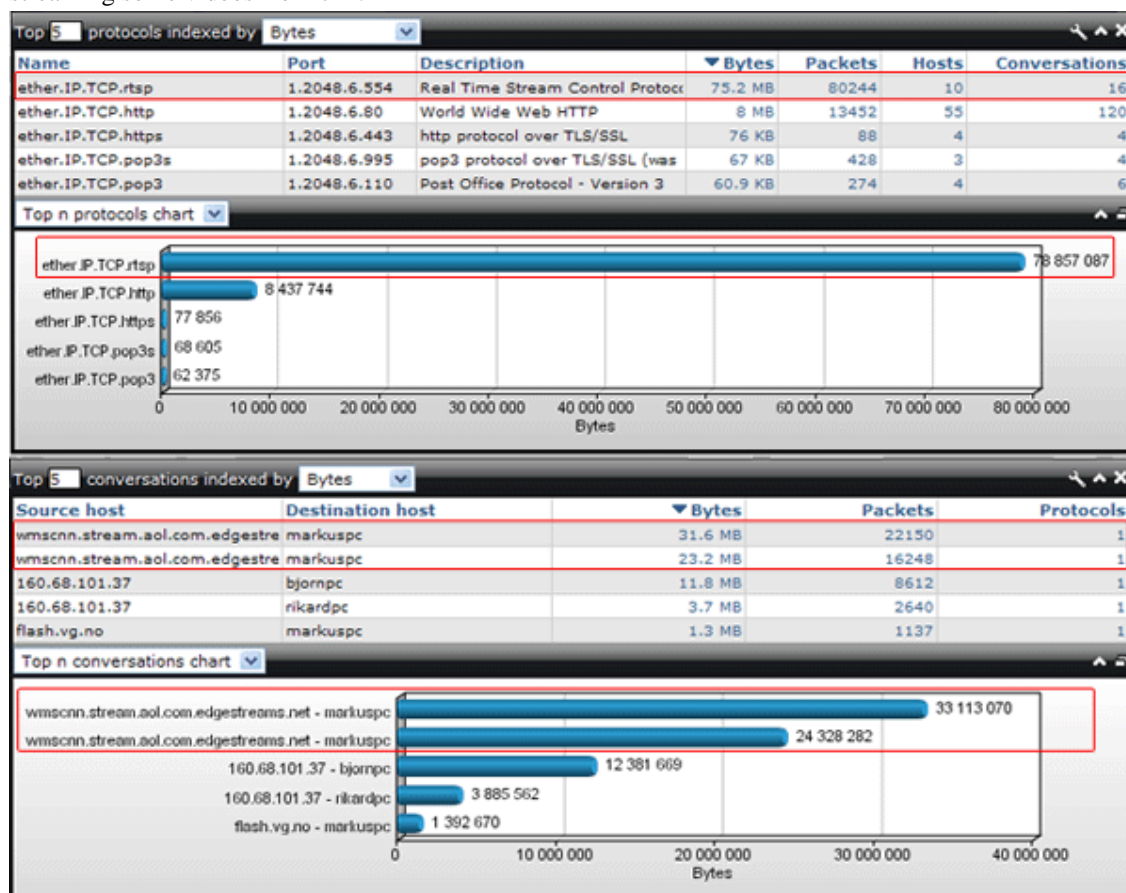 Top 5 protocols indexed by Bytes
Name Port Description Bytes Packets Hosts Conversations
ether.IP.TCP.rtsp 1.2048.6.554 Real Time Stream Control Protoc 75.2 MB 80244 10 16
ether.IP.TCP.http 1.2048.6.80 World Wide Web HTTP 8 MB 13452 55 120
ether.IP.TCP.https 1.2048.6.443 http protocol over TLS/SSL 76 KB 88 4 4
ether.IP.TCP.pop3s 1.2048.6.995 pop3 protocol over TLS/SSL (was 67 KB 428 3 4
ether.IP.TCP.pop3 1.2048.6.110 Post Office Protocol - Version 3 60.9 KB 274 4 6
Top n protocols chart
ether.IP.TCP.rtsp 78 857 087
ether.IP.TCP.http 8 437 744
ether.IP.TCP.https 77 856
ether.IP.TCP.pop3s 68 605
ether.IP.TCP.pop3 62 375
0 10 000 000 20 000 000 30 000 000 40 000 000 50 000 000 60 000 000 70 000 000 80 000 000
Bytes
Top 5 conversations indexed by Bytes
Source host Destination host Bytes Packets Protocols
wmscnn.stream.aol.com.edgestre markuspc 31.6 MB 22150 1
wmscnn.stream.aol.com.edgestre markuspc 23.2 MB 16248 1
160.68.101.37 bjornpc 11.8 MB 8612 1
160.68.101.37 rikardpc 3.7 MB 2640 1
flash.vg.no markuspc 1.3 MB 1137 1
Top n conversations chart
wmscnn.stream.aol.com.edgestreams.net - markuspc 33 113 070
wmscnn.stream.aol.com.edgestreams.net - markuspc 24 328 282
160.68.101.37 - bjornpc 12 381 669
160.68.101.37 - rikardpc 3 885 562
flash.vg.no - markuspc 1 392 670
0 10 000 000 20 000 000 30 000 000 40 000 000
Bytes